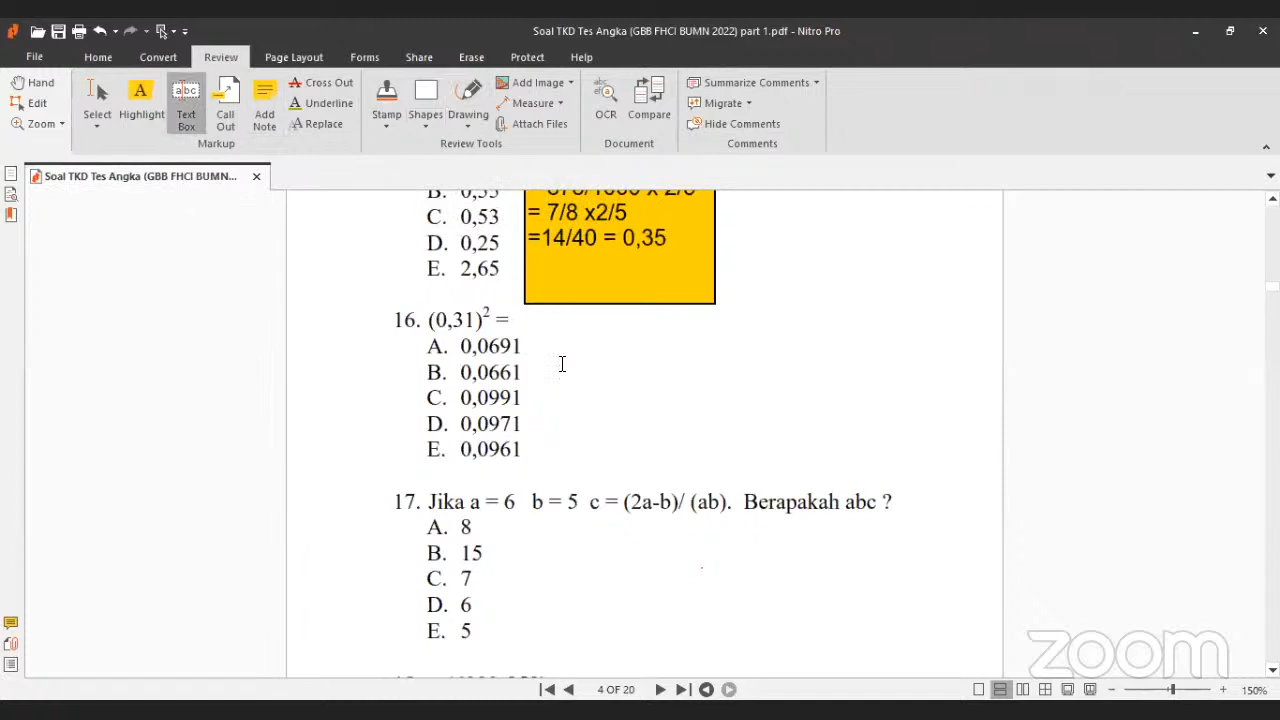 Soal TKD Tes Angka (GBB FHCI BUMN 2022) part 1.pdf - Nitro Pro
File Home Convert Review Page Layout Forms Share Erase Protect Help
Hand
Edit
Zoom
Select
Highlight
Text Box
Call Out
Add Note
Cross Out
Underline
Replace
Markup
Stamp
Shapes
Drawing
Add Image
Measure
Attach Files
Review Tools
OCR
Compare
Document
Summarize Comments
Migrate
Hide Comments
Comments
Soal TKD Tes Angka (GBB FHCI BUMN...
C. 0,53
D. 0,25
E. 2,65
= 7/8 x2/5
=14/40 = 0,35
16. (0,31)² =
A. 0,0691
B. 0,0661
C. 0,0991
D. 0,0971
E. 0,0961
17. Jika a = 6 b = 5 c = (2a-b)/ (ab). Berapakah abc ?
A. 8
B. 15
C. 7
D. 6
E. 5
zoom
4 OF 20
150%